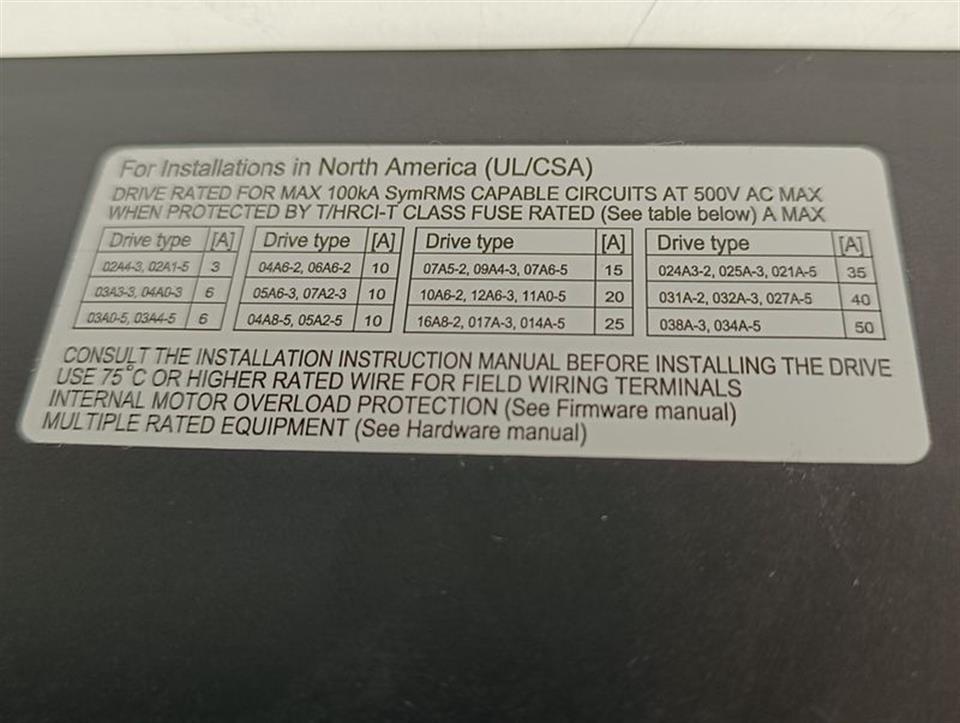 For Installations in North America (UL/CSA)
DRIVE RATED FOR MAX 100kA SymRMS CAPABLE CIRCUITS AT 500V AC MAX
WHEN PROTECTED BY T/HRCI-T CLASS FUSE RATED (See table below) A MAX
Drive type [A] Drive type [A] Drive type [A] Drive type [A]
02A4-3, 02A1-5 3 04A6-2, 06A6-2 10 07A5-2, 09A4-3, 07A6-5 15 024A3-2, 025A-3, 021A-5 35
03A3-3, 04A0-3 6 05A6-3, 07A2-3 10 10A6-2, 12A6-3, 11A0-5 20 031A-2, 032A-3, 027A-5 40
03A0-5, 03A4-5 6 04A8-5, 05A2-5 10 16A8-2, 017A-3, 014A-5 25 038A-3, 034A-5 50
CONSULT THE INSTALLATION INSTRUCTION MANUAL BEFORE INSTALLING THE DRIVE
USE 75°C OR HIGHER RATED WIRE FOR FIELD WIRING TERMINALS
INTERNAL MOTOR OVERLOAD PROTECTION (See Firmware manual)
MULTIPLE RATED EQUIPMENT (See Hardware manual)